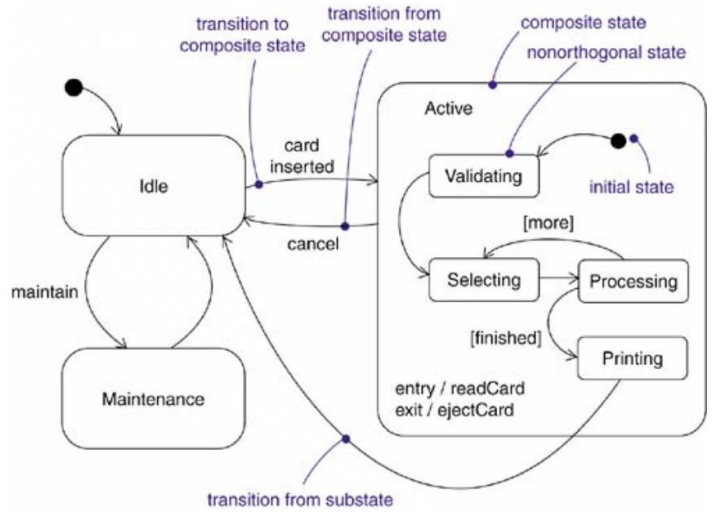 transition to
composite state
transition from
composite state
composite state
nonorthogonal state
Active
card
inserted
Idle
Validating
initial state
cancel
[more]
maintain
Selecting
Processing
[finished]
Printing
Maintenance
entry / readCard
exit / ejectCard
transition from substate